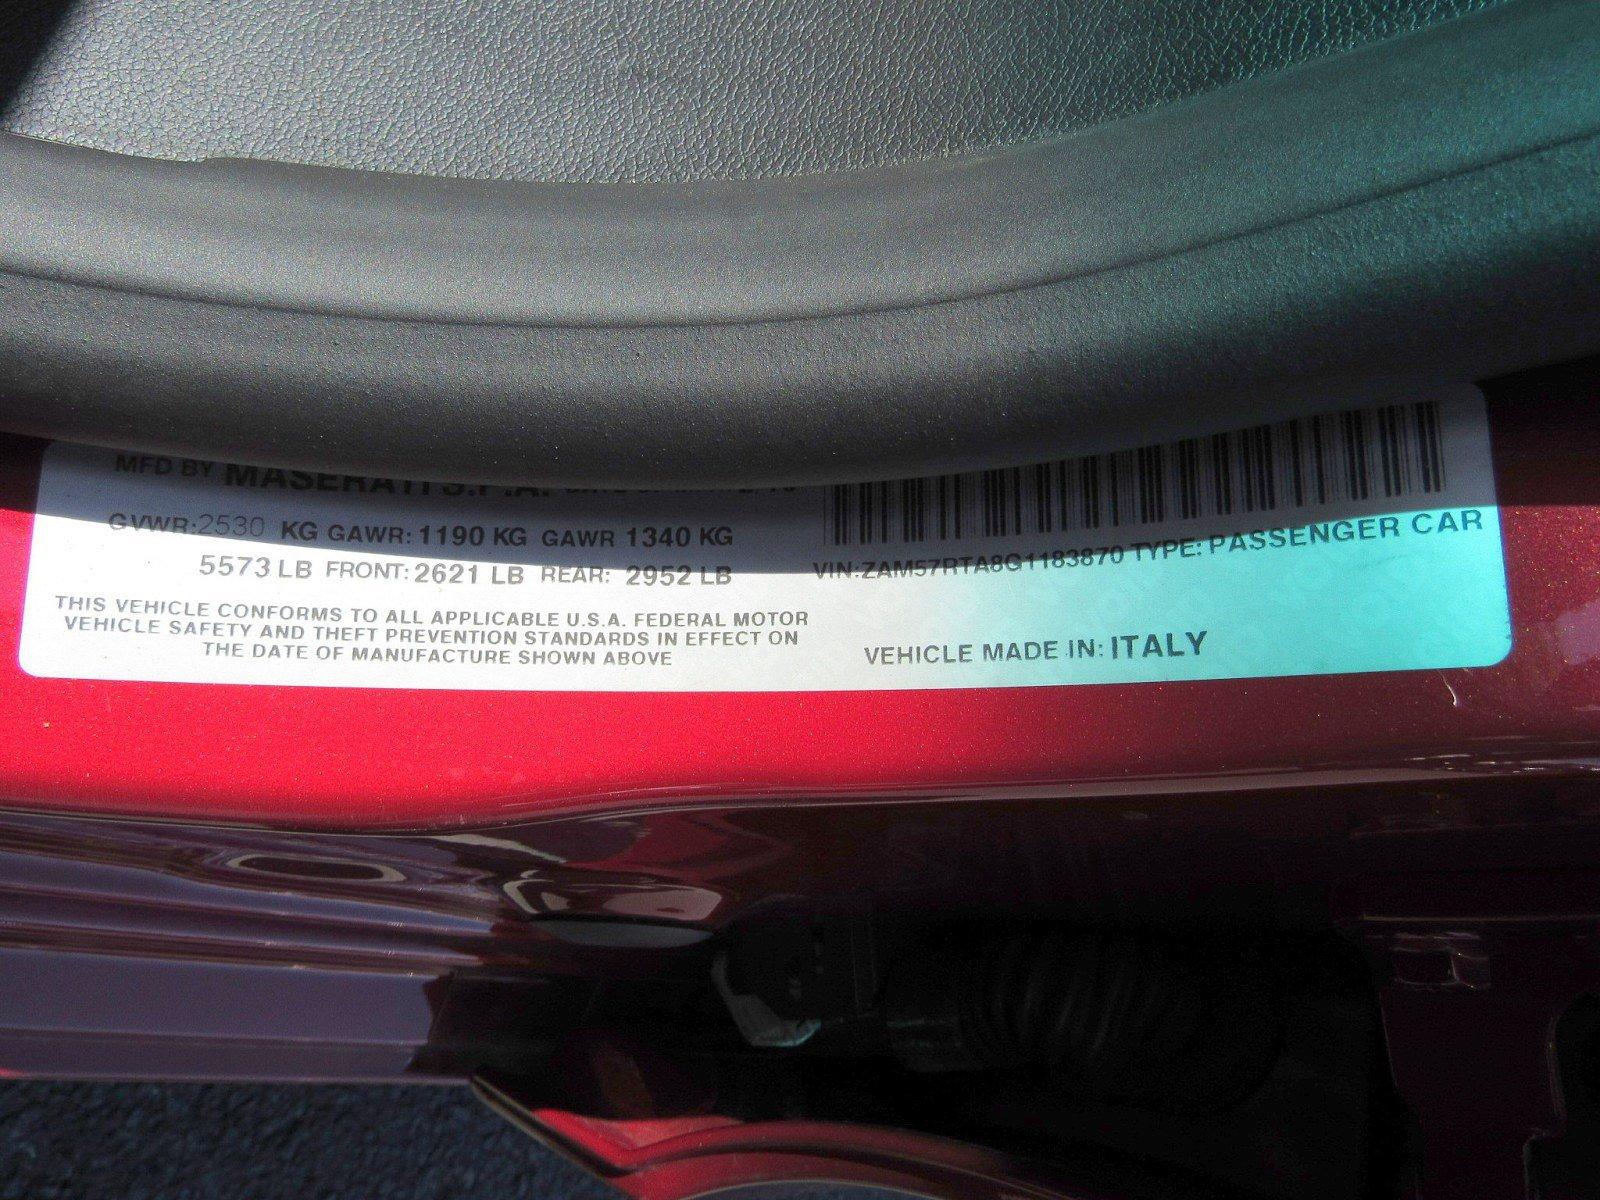 MFD BY MASERATI S.P.A.
GVWR:2530 KG GAWR: 1190 KG GAWR 1340 KG
5573 LB FRONT: 2621 LB REAR: 2952 LB
THIS VEHICLE CONFORMS TO ALL APPLICABLE U.S.A. FEDERAL MOTOR
VEHICLE SAFETY AND THEFT PREVENTION STANDARDS IN EFFECT ON
THE DATE OF MANUFACTURE SHOWN ABOVE
VIN:ZAM57RTA8G1183870 TYPE: PASSENGER CAR
VEHICLE MADE IN: ITALY